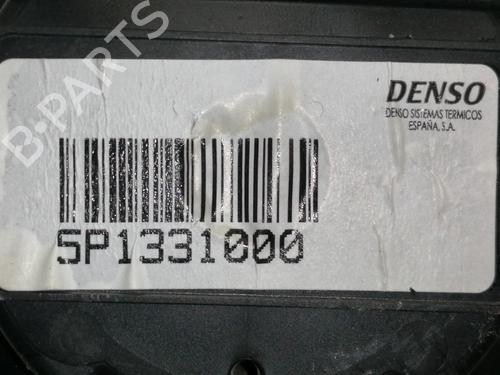 B-PARTS
DENSO
DENSO SISTEMAS TERMICOS
ESPAÑA, S.A.
SP1331000